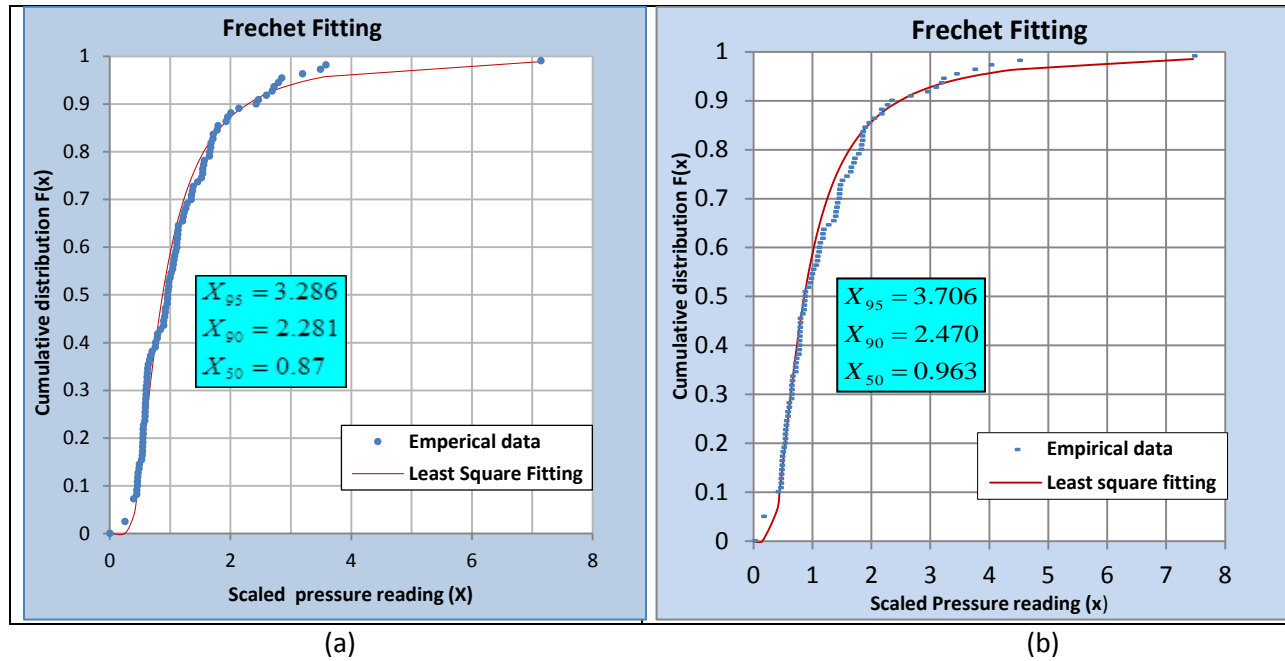 Frechet Fitting
Cumulative distribution F(x)
1
0.9
0.8
0.7
0.6
0.5
0.4
0.3
0.2
0.1
0
X95 = 3.286
X90 = 2.281
X50 = 0.87
Emperical data
Least Square Fitting
0 2 4 6 8
Scaled pressure reading (X)
(a)
Frechet Fitting
Cumulative distribution F(x)
1
0.9
0.8
0.7
0.6
0.5
0.4
0.3
0.2
0.1
0
X95 = 3.706
X90 = 2.470
X50 = 0.963
Empirical data
Least square fitting
0 1 2 3 4 5 6 7 8
Scaled Pressure reading (x)
(b)